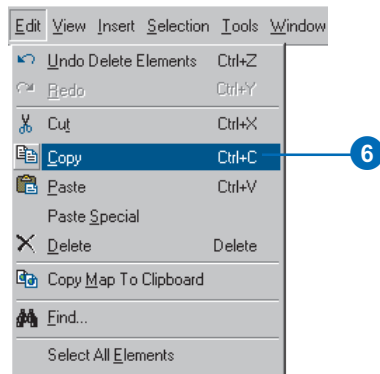 Edit View Insert Selection Tools Window
Undo Delete Elements Ctrl+Z
Redo Ctrl+Y
Cut Ctrl+X
Copy Ctrl+C 6
Paste Ctrl+V
Paste Special
Delete Delete
Copy Map To Clipboard
Find...
Select All Elements